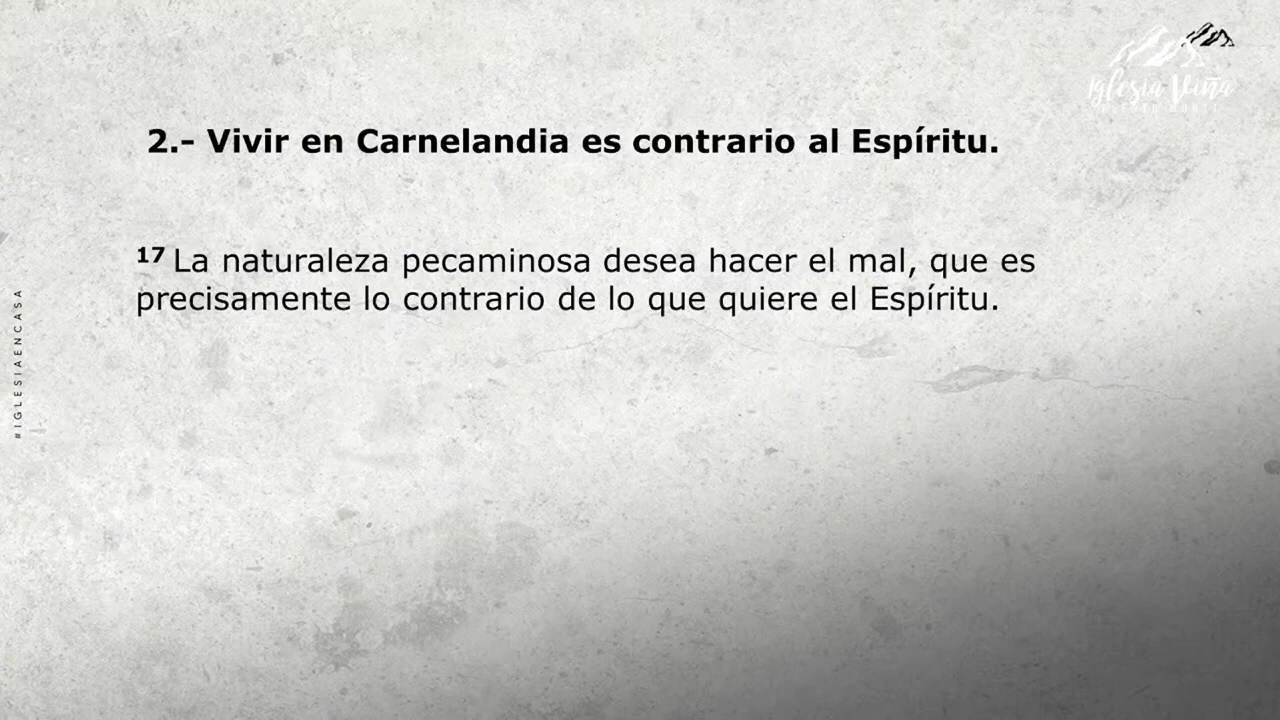 Iglesia Viña
2.- Vivir en Carnelandia es contrario al Espíritu.
17 La naturaleza pecaminosa desea hacer el mal, que es
precisamente lo contrario de lo que quiere el Espíritu.
#IGLESIAENCASA